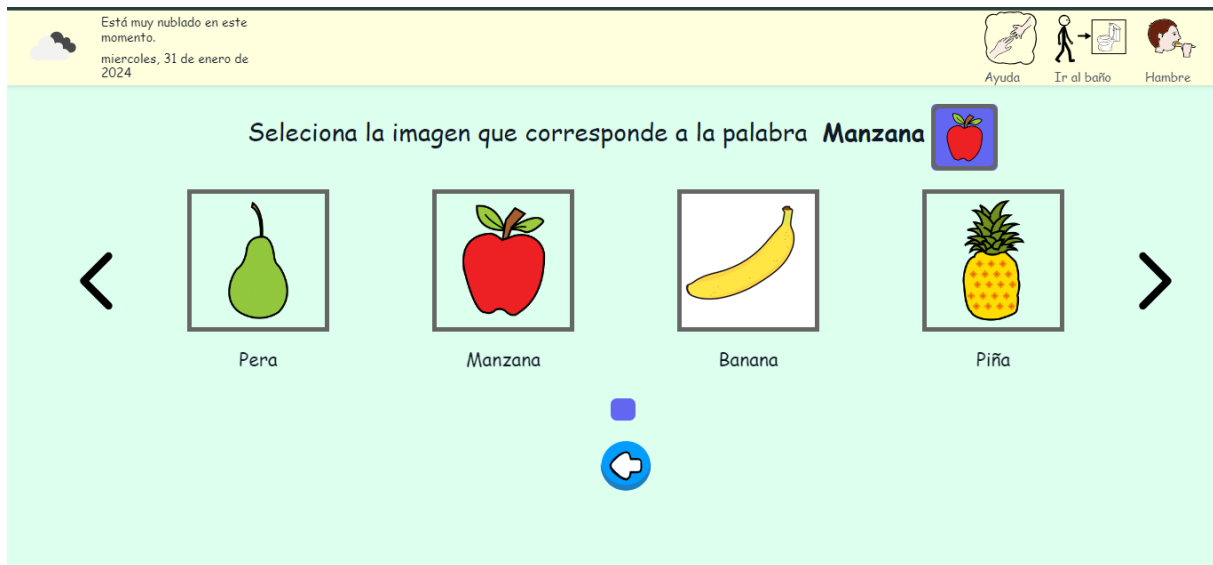 Está muy nublado en este
momento.
miercoles, 31 de enero de
2024
Ayuda
Ir al baño
Hambre
Seleciona la imagen que corresponde a la palabra Manzana
Pera
Manzana
Banana
Piña